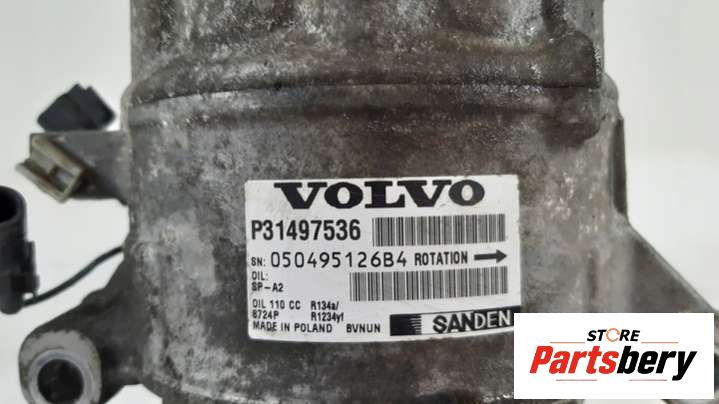 VOLVO
P31497536
SN: 050495126B4 ROTATION
OIL:
SP-A2
OIL 110 CC R134a/
8724P R1234yf
MADE IN POLAND BVNUN SANDEN
STORE
Partsbery